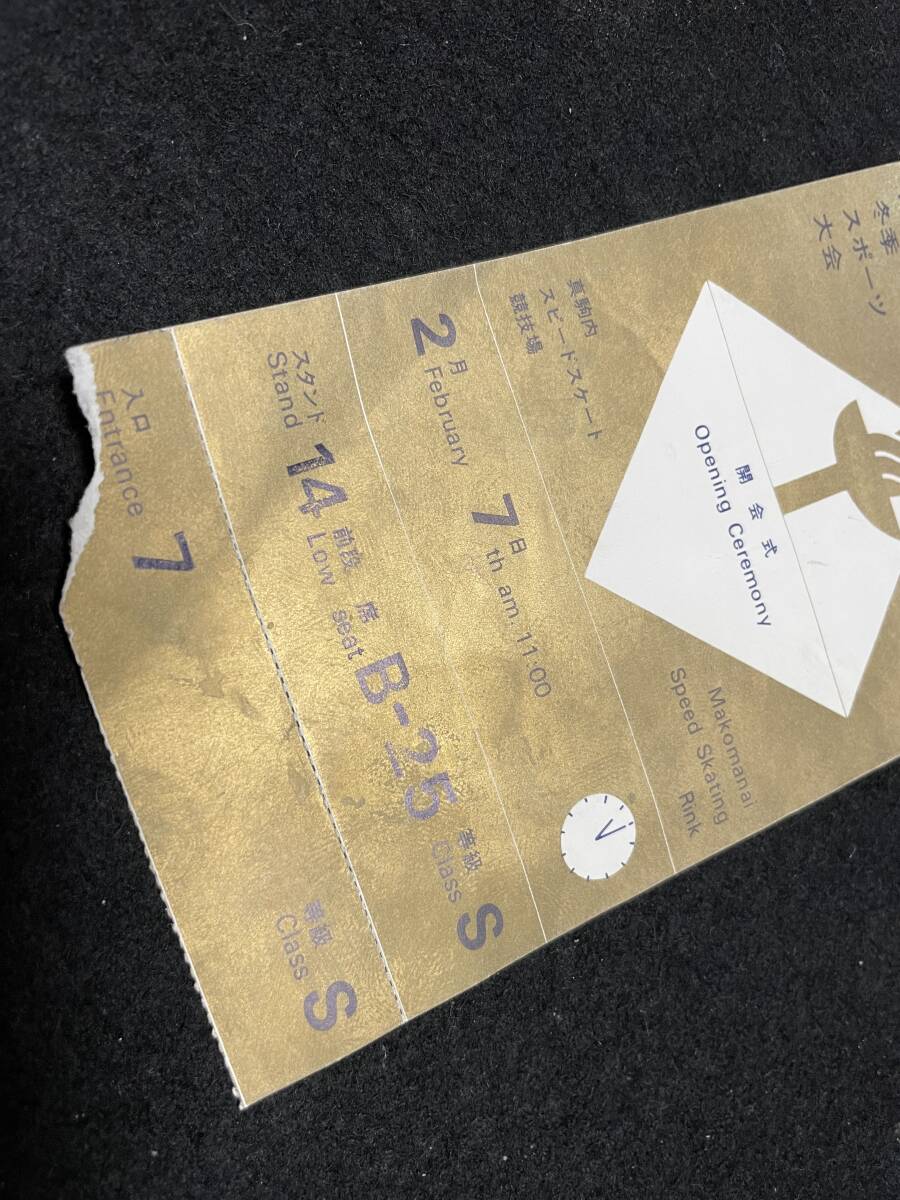 冬季
スポーツ
大会
開会式
Opening Ceremony
真駒内
スピードスケート
競技場
Makomanai
Speed Skating
Rink
2月 7日
February th am. 11:00
スタンド 14 前段 席 B-25 等級 S
Stand Low seat Class
入口 7 等級 S
Entrance Class